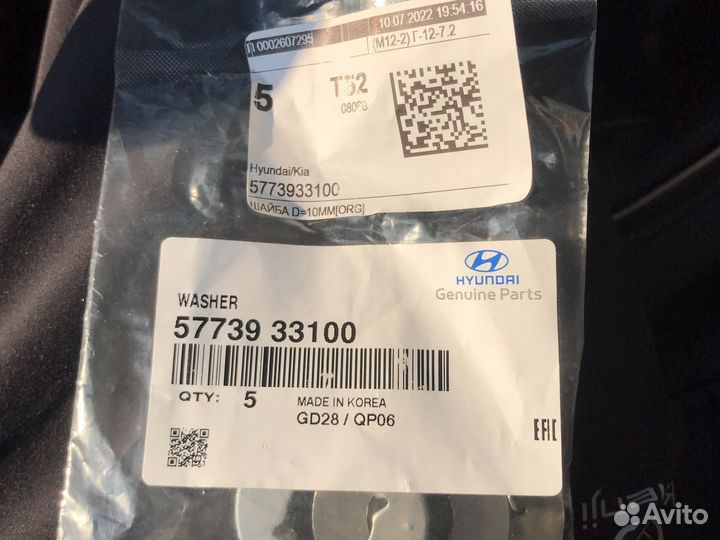 0002607295
10.07 2022 19:54:16
(M12-2) Г-12-7.2
5
T52
Hyundai/Kia
5773933100
ШАЙБА D=10MM[ORG]
HYUNDAI
Genuine Parts
WASHER
57739 33100
QTY: 5
MADE IN KOREA
GD28 / QP06
EAC
Avito